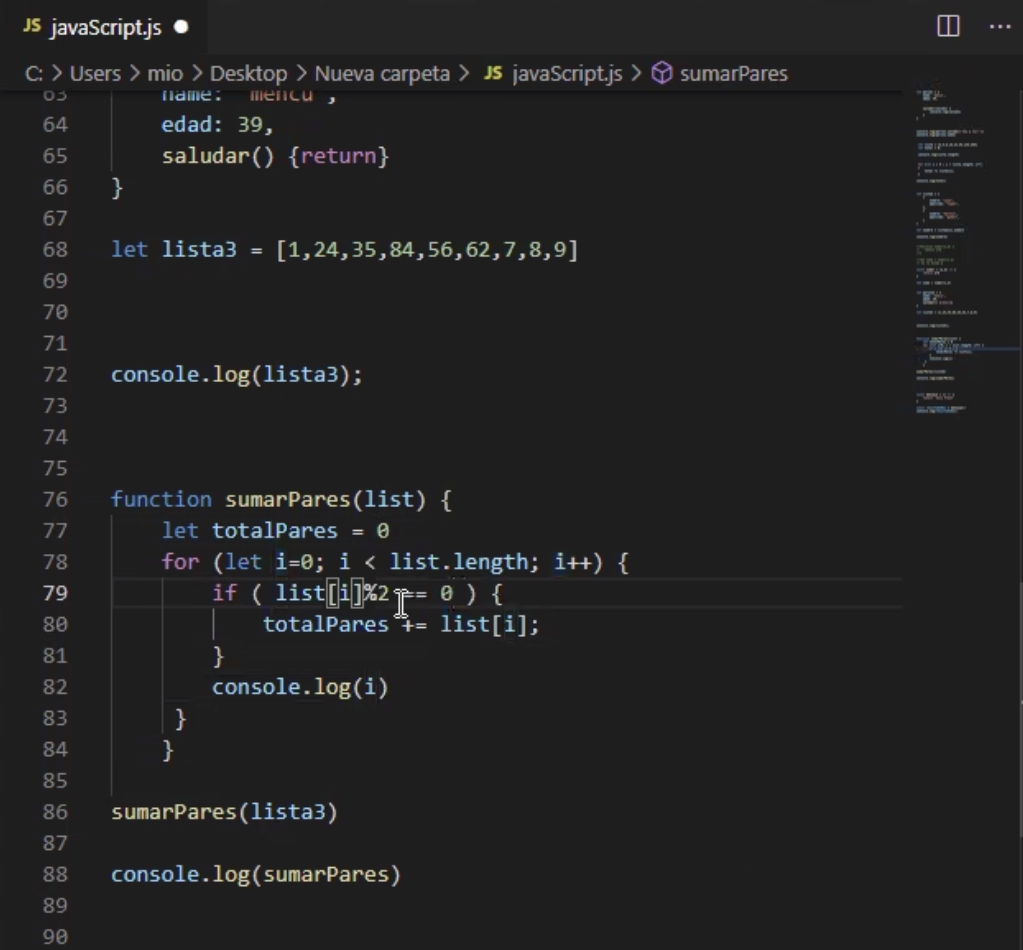 JS javaScript.js
C: > Users > mio > Desktop > Nueva carpeta > JS javaScript.js > sumarPares
63 name: "mencu",
64 edad: 39,
65 saludar() {return}
66 }
67
68 let lista3 = [1,24,35,84,56,62,7,8,9]
69
70
71
72 console.log(lista3);
73
74
75
76 function sumarPares(list) {
77 let totalPares = 0
78 for (let i=0; i < list.length; i++) {
79 if ( list[i]%2 == 0 ) {
80 totalPares += list[i];
81 }
82 console.log(i)
83 }
84 }
85
86 sumarPares(lista3)
87
88 console.log(sumarPares)
89
90